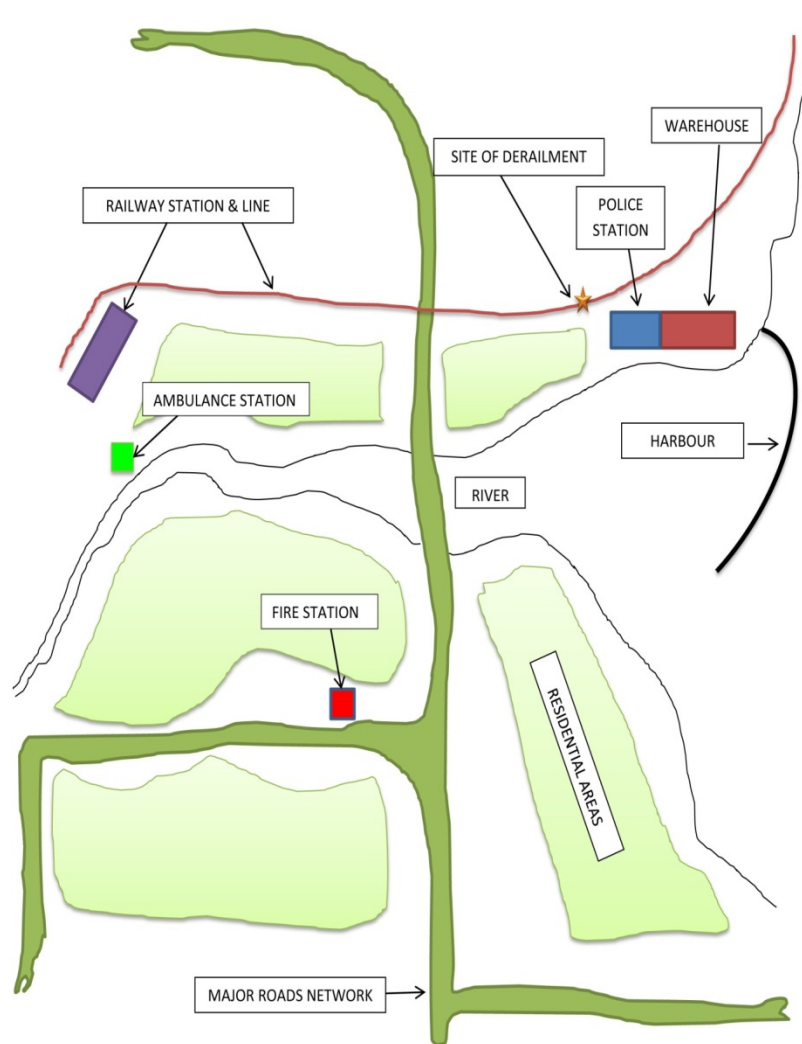 WAREHOUSE
SITE OF DERAILMENT
RAILWAY STATION & LINE
POLICE
STATION
AMBULANCE STATION
HARBOUR
RIVER
FIRE STATION
RESIDENTIAL AREAS
MAJOR ROADS NETWORK